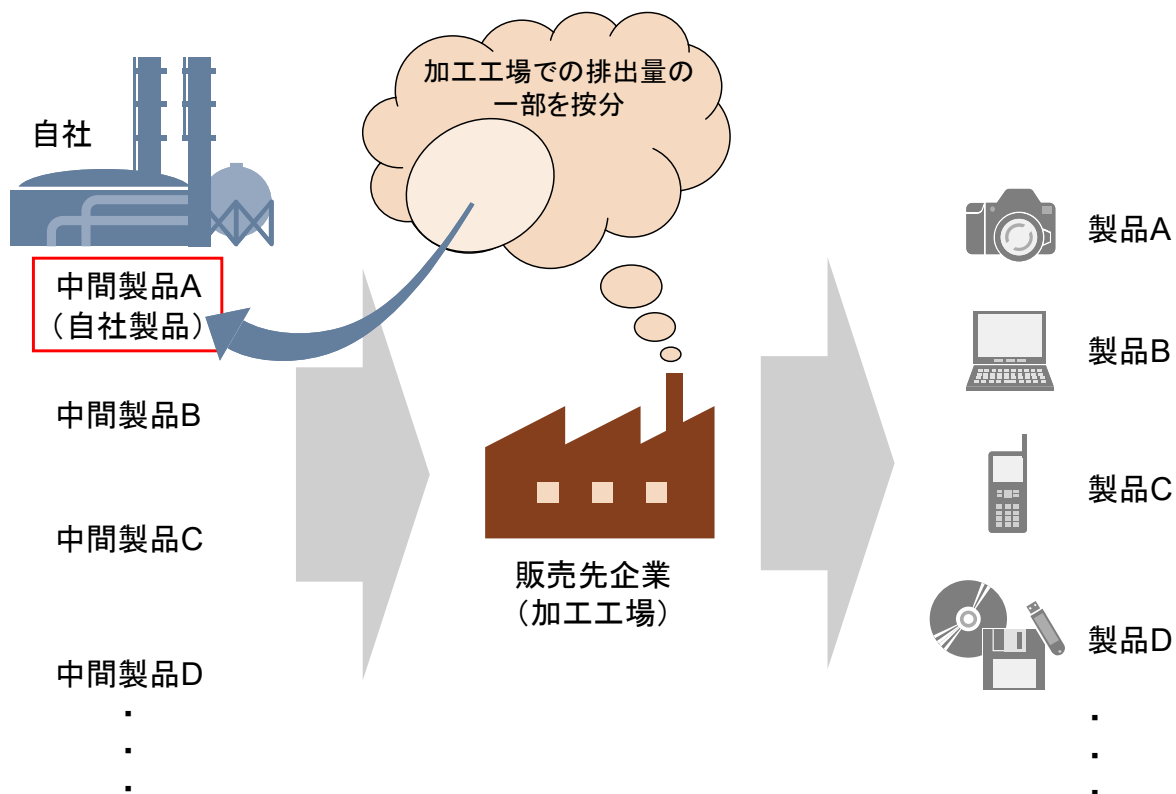 加工工場での排出量の
一部を按分
自社
中間製品A
（自社製品）
中間製品B
中間製品C
中間製品D
・
・
・
販売先企業
（加工工場）
製品A
製品B
製品C
製品D
・
・
・